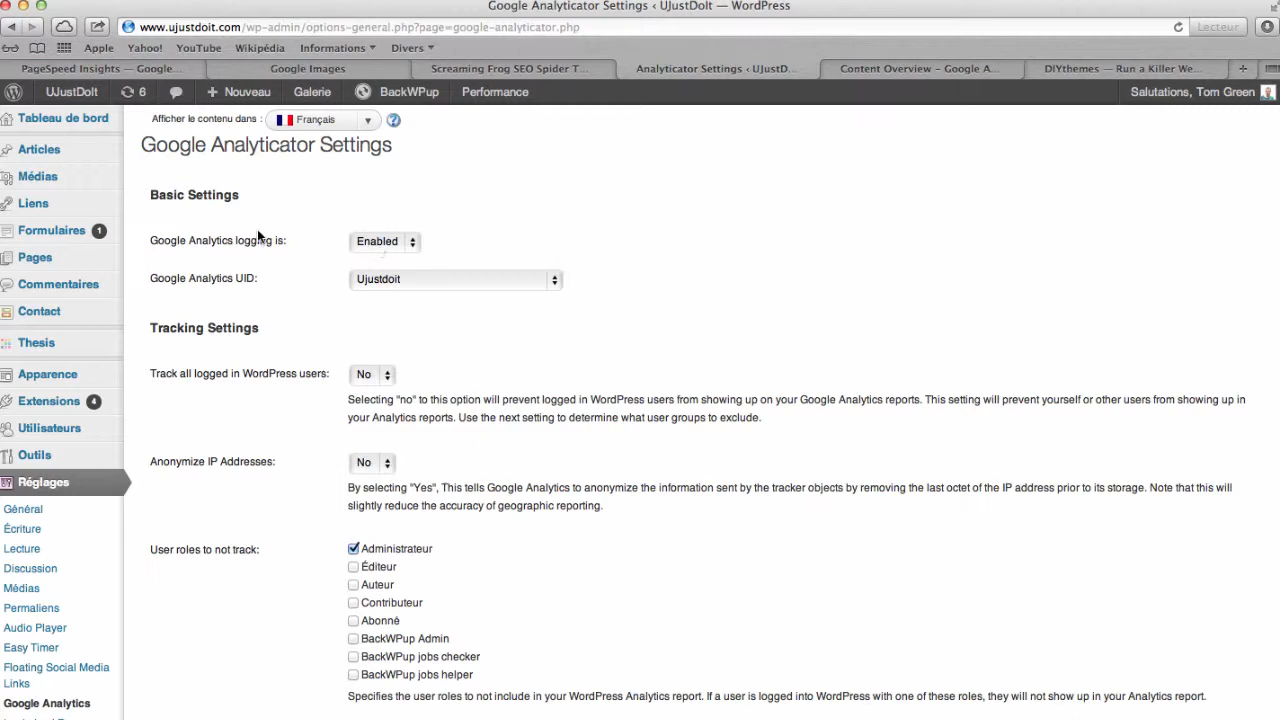 Google Analyticator Settings ‹ UJustDoIt — WordPress
www.ujustdoit.com/wp-admin/options-general.php?page=google-analyticator.php
Lecteur
Apple Yahoo! YouTube Wikipédia Informations Divers
PageSpeed Insights — Google...
Google Images
Screaming Frog SEO Spider T...
Analyticator Settings ‹ UJustD...
Content Overview – Google A...
DIYthemes — Run a Killer We...
UJustDoIt 6 + Nouveau Galerie BackWPup Performance
Salutations, Tom Green
Tableau de bord
Articles
Médias
Liens
Formulaires 1
Pages
Commentaires
Contact
Thesis
Apparence
Extensions 4
Utilisateurs
Outils
Réglages
Général
Écriture
Lecture
Discussion
Médias
Permaliens
Audio Player
Easy Timer
Floating Social Media
Links
Google Analytics
Afficher le contenu dans : Français ?
Google Analyticator Settings
Basic Settings
Google Analytics logging is: Enabled
Google Analytics UID: Ujustdoit
Tracking Settings
Track all logged in WordPress users: No
Selecting "no" to this option will prevent logged in WordPress users from showing up on your Google Analytics reports. This setting will prevent yourself or other users from showing up in
your Analytics reports. Use the next setting to determine what user groups to exclude.
Anonymize IP Addresses: No
By selecting "Yes", This tells Google Analytics to anonymize the information sent by the tracker objects by removing the last octet of the IP address prior to its storage. Note that this will
slightly reduce the accuracy of geographic reporting.
User roles to not track:
Administrateur
Éditeur
Auteur
Contributeur
Abonné
BackWPup Admin
BackWPup jobs checker
BackWPup jobs helper
Specifies the user roles to not include in your WordPress Analytics report. If a user is logged into WordPress with one of these roles, they will not show up in your Analytics report.